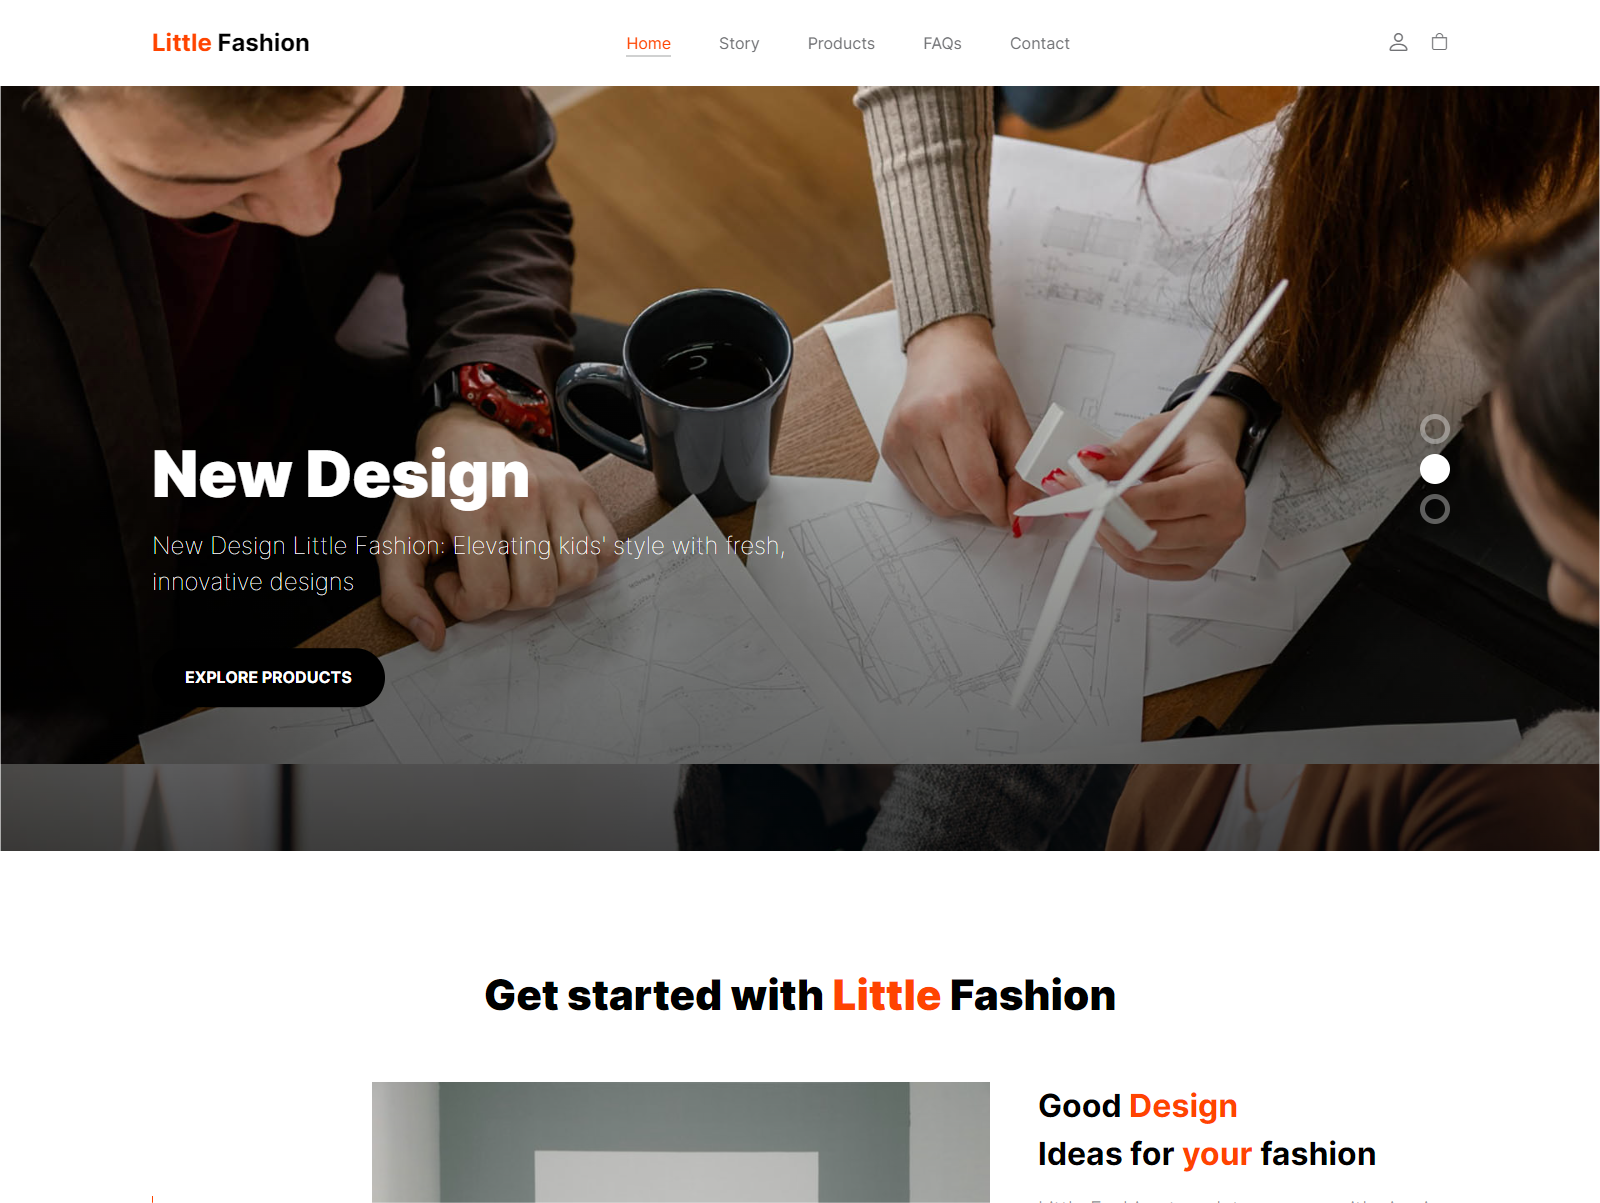 Little Fashion
Home Story Products FAQs Contact
New Design
New Design Little Fashion: Elevating kids' style with fresh,
innovative designs
EXPLORE PRODUCTS
Get started with Little Fashion
Good Design
Ideas for your fashion